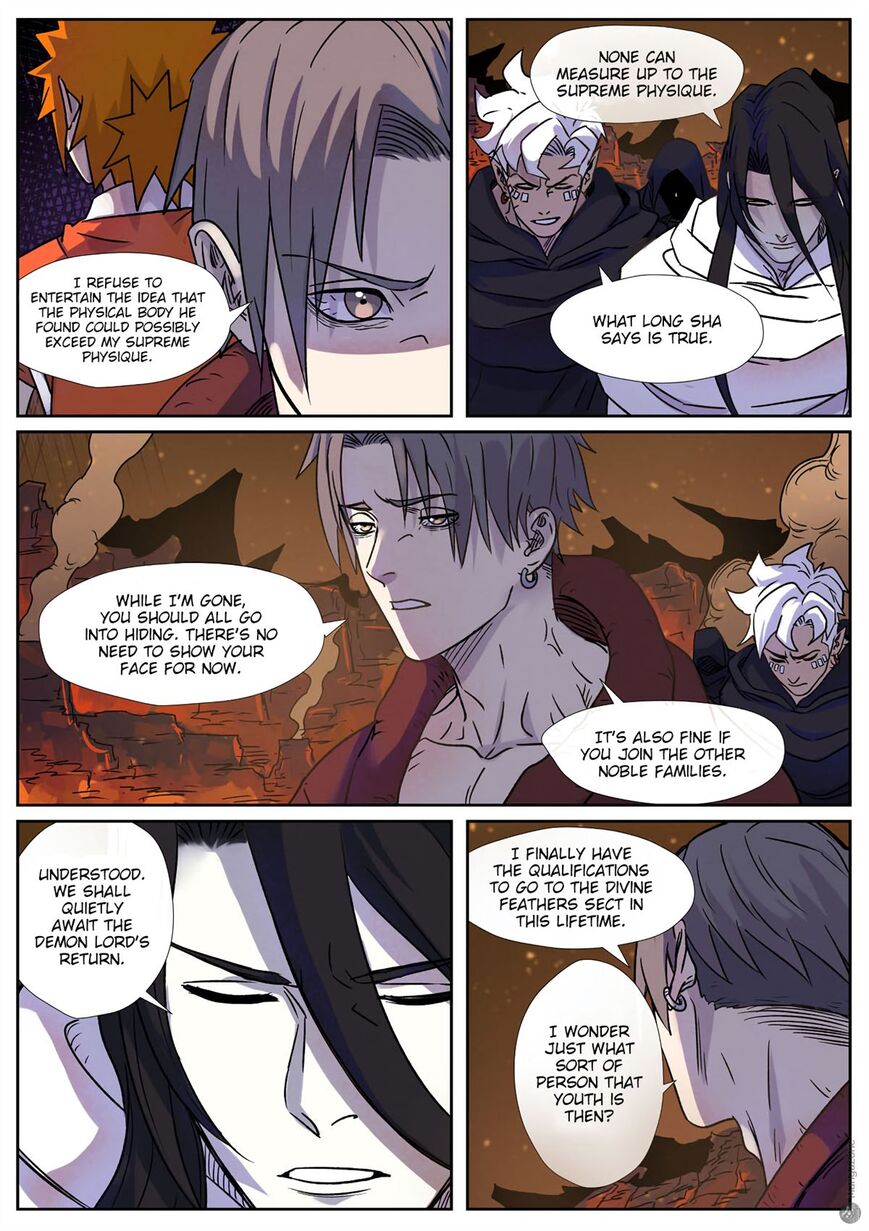 I REFUSE TO
ENTERTAIN THE IDEA THAT
THE PHYSICAL BODY HE
FOUND COULD POSSIBLY
EXCEED MY SUPREME
PHYSIQUE.
NONE CAN
MEASURE UP TO THE
SUPREME PHYSIQUE.
WHAT LONG SHA
SAYS IS TRUE.
WHILE I'M GONE,
YOU SHOULD ALL GO
INTO HIDING. THERE'S NO
NEED TO SHOW YOUR
FACE FOR NOW.
IT'S ALSO FINE IF
YOU JOIN THE OTHER
NOBLE FAMILIES.
UNDERSTOOD.
WE SHALL
QUIETLY
AWAIT THE
DEMON LORD'S
RETURN.
I FINALLY HAVE
THE QUALIFICATIONS
TO GO TO THE DIVINE
FEATHERS SECT IN
THIS LIFETIME.
I WONDER
JUST WHAT
SORT OF
PERSON THAT
YOUTH IS
THEN?